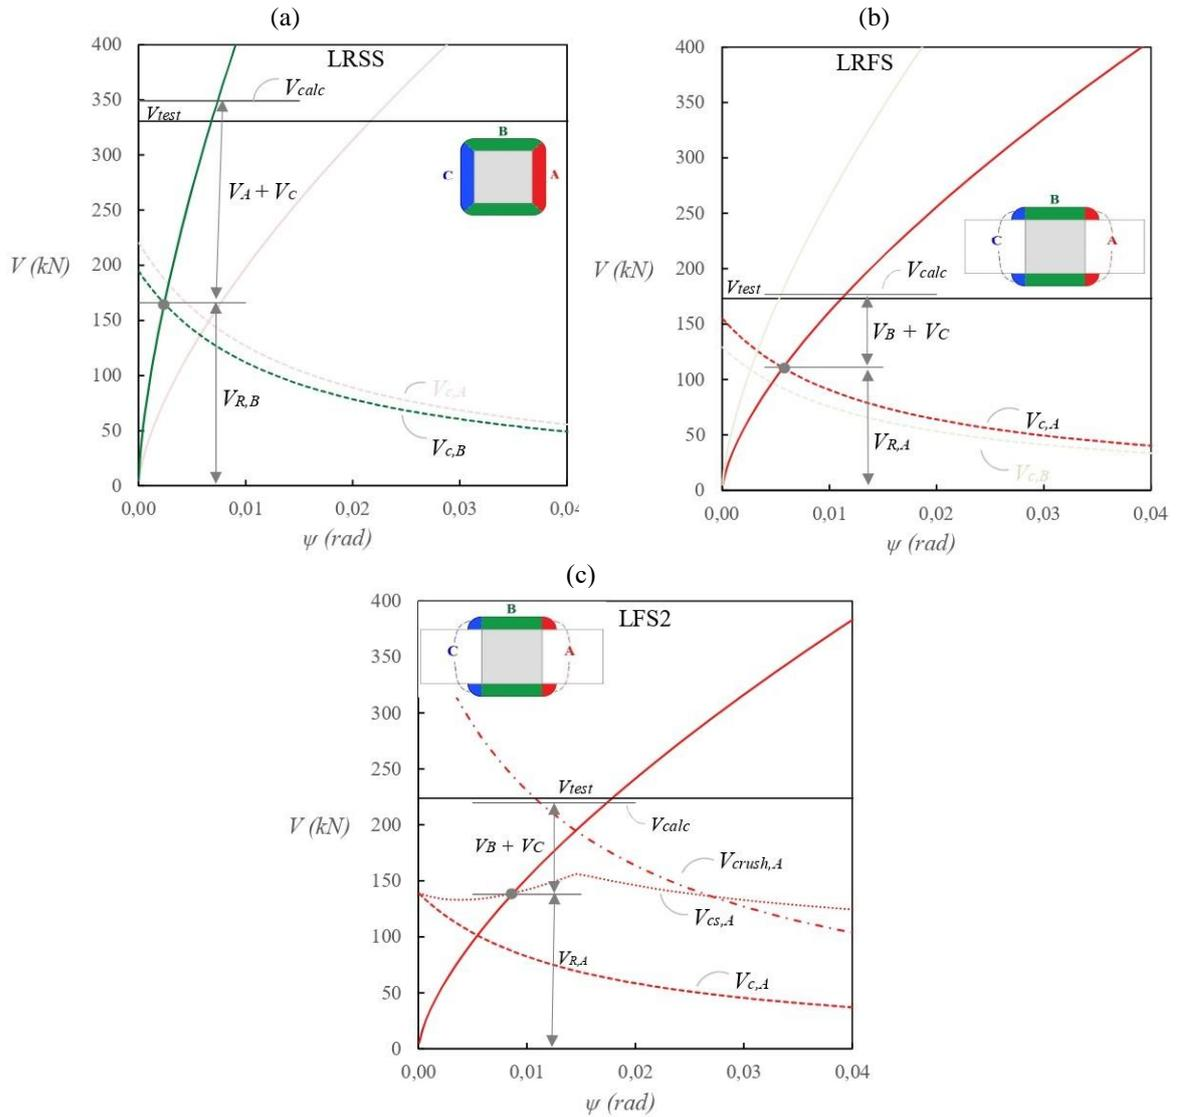 (a)
400
LRSS
V_calc
350
V_test
B
300
C
A
V_A + V_C
250
V (kN)
200
150
100
V_c,A
V_R,B
50
V_c,B
0
0,00
0,01
0,02
0,03
0,04
ψ (rad)
(b)
400
LRFS
350
300
B
250
C
A
V (kN)
200
V_calc
V_test
150
V_B + V_C
100
V_c,A
50
V_R,A
V_c,B
0
0,00
0,01
0,02
0,03
0,04
ψ (rad)
(c)
400
B
LFS2
350
C
A
300
250
V_test
V (kN)
200
V_calc
V_B + V_C
V_crush,A
150
V_cs,A
100
V_R,A
V_c,A
50
0
0,00
0,01
0,02
0,03
0,04
ψ (rad)